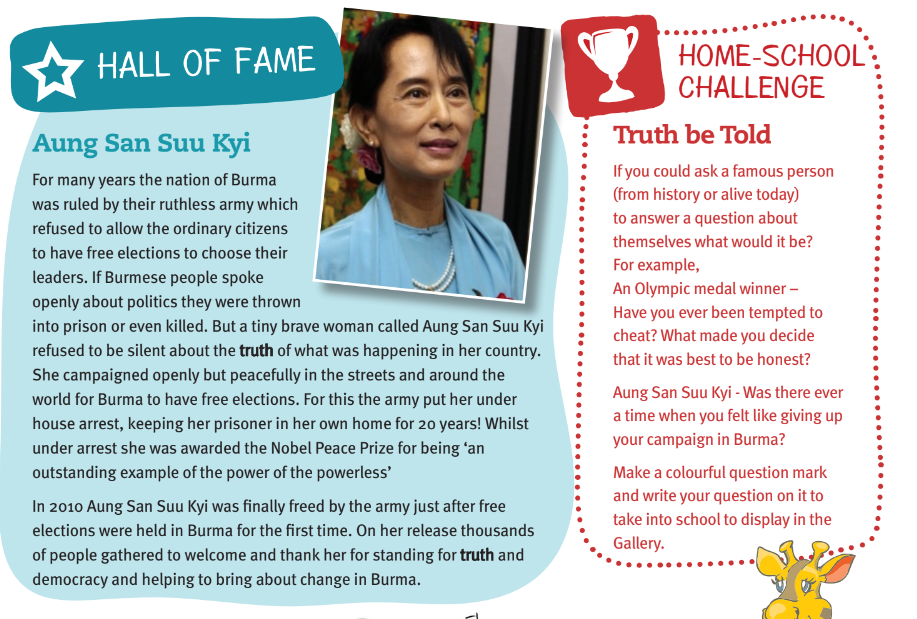 HALL OF FAME
Aung San Suu Kyi
For many years the nation of Burma
was ruled by their ruthless army which
refused to allow the ordinary citizens
to have free elections to choose their
leaders. If Burmese people spoke
openly about politics they were thrown
into prison or even killed. But a tiny brave woman called Aung San Suu Kyi
refused to be silent about the truth of what was happening in her country.
She campaigned openly but peacefully in the streets and around the
world for Burma to have free elections. For this the army put her under
house arrest, keeping her prisoner in her own home for 20 years! Whilst
under arrest she was awarded the Nobel Peace Prize for being ‘an
outstanding example of the power of the powerless’
In 2010 Aung San Suu Kyi was finally freed by the army just after free
elections were held in Burma for the first time. On her release thousands
of people gathered to welcome and thank her for standing for truth and
democracy and helping to bring about change in Burma.
HOME-SCHOOL
CHALLENGE
Truth be Told
If you could ask a famous person
(from history or alive today)
to answer a question about
themselves what would it be?
For example,
An Olympic medal winner –
Have you ever been tempted to
cheat? What made you decide
that it was best to be honest?
Aung San Suu Kyi - Was there ever
a time when you felt like giving up
your campaign in Burma?
Make a colourful question mark
and write your question on it to
take into school to display in the
Gallery.